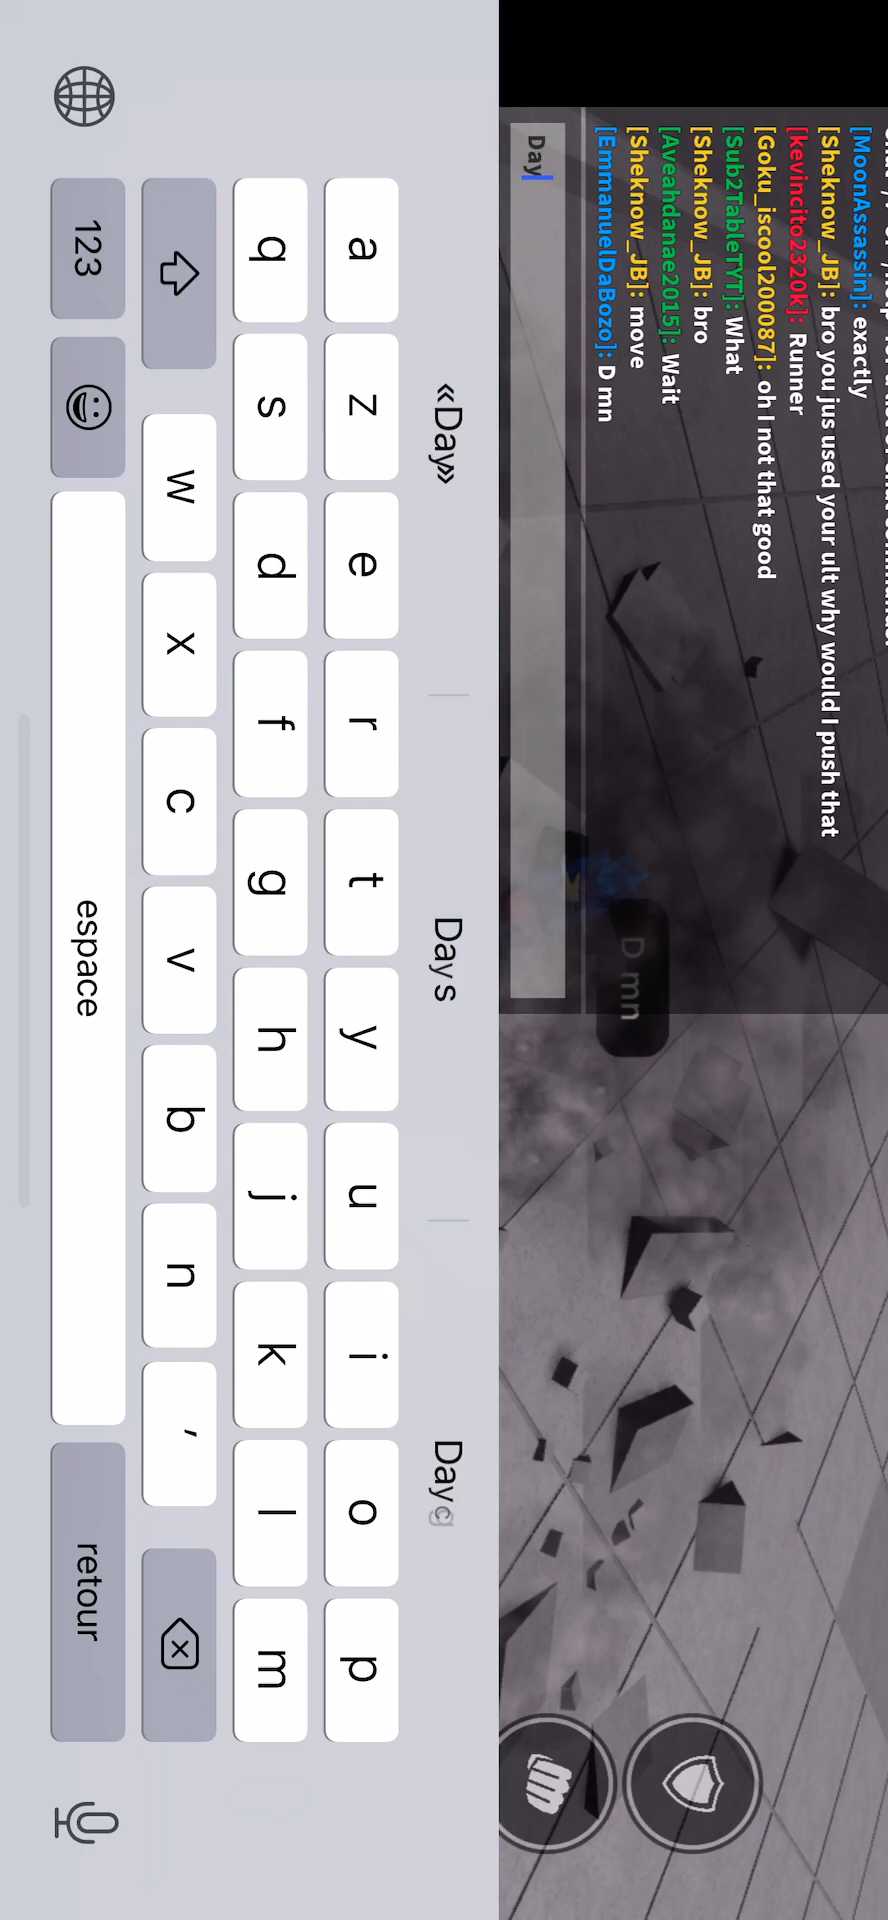 [MoonAssassin]: exactly
[Sheknow_JB]: bro you jus used your ult why would I push that
[kevincito2320k]: Runner
[Goku_iscool200087]: oh I not that good
[Sub2TableTYT]: What
[Sheknow_JB]: bro
[Aveahdanae2015]: Wait
[Sheknow_JB]: move
[EmmanuelDaBozo]: D mn
D mn
Day
«Day» Days
a z e r t y u i o p
q s d f g h j k l m
w x c v b n '
123 espace retour